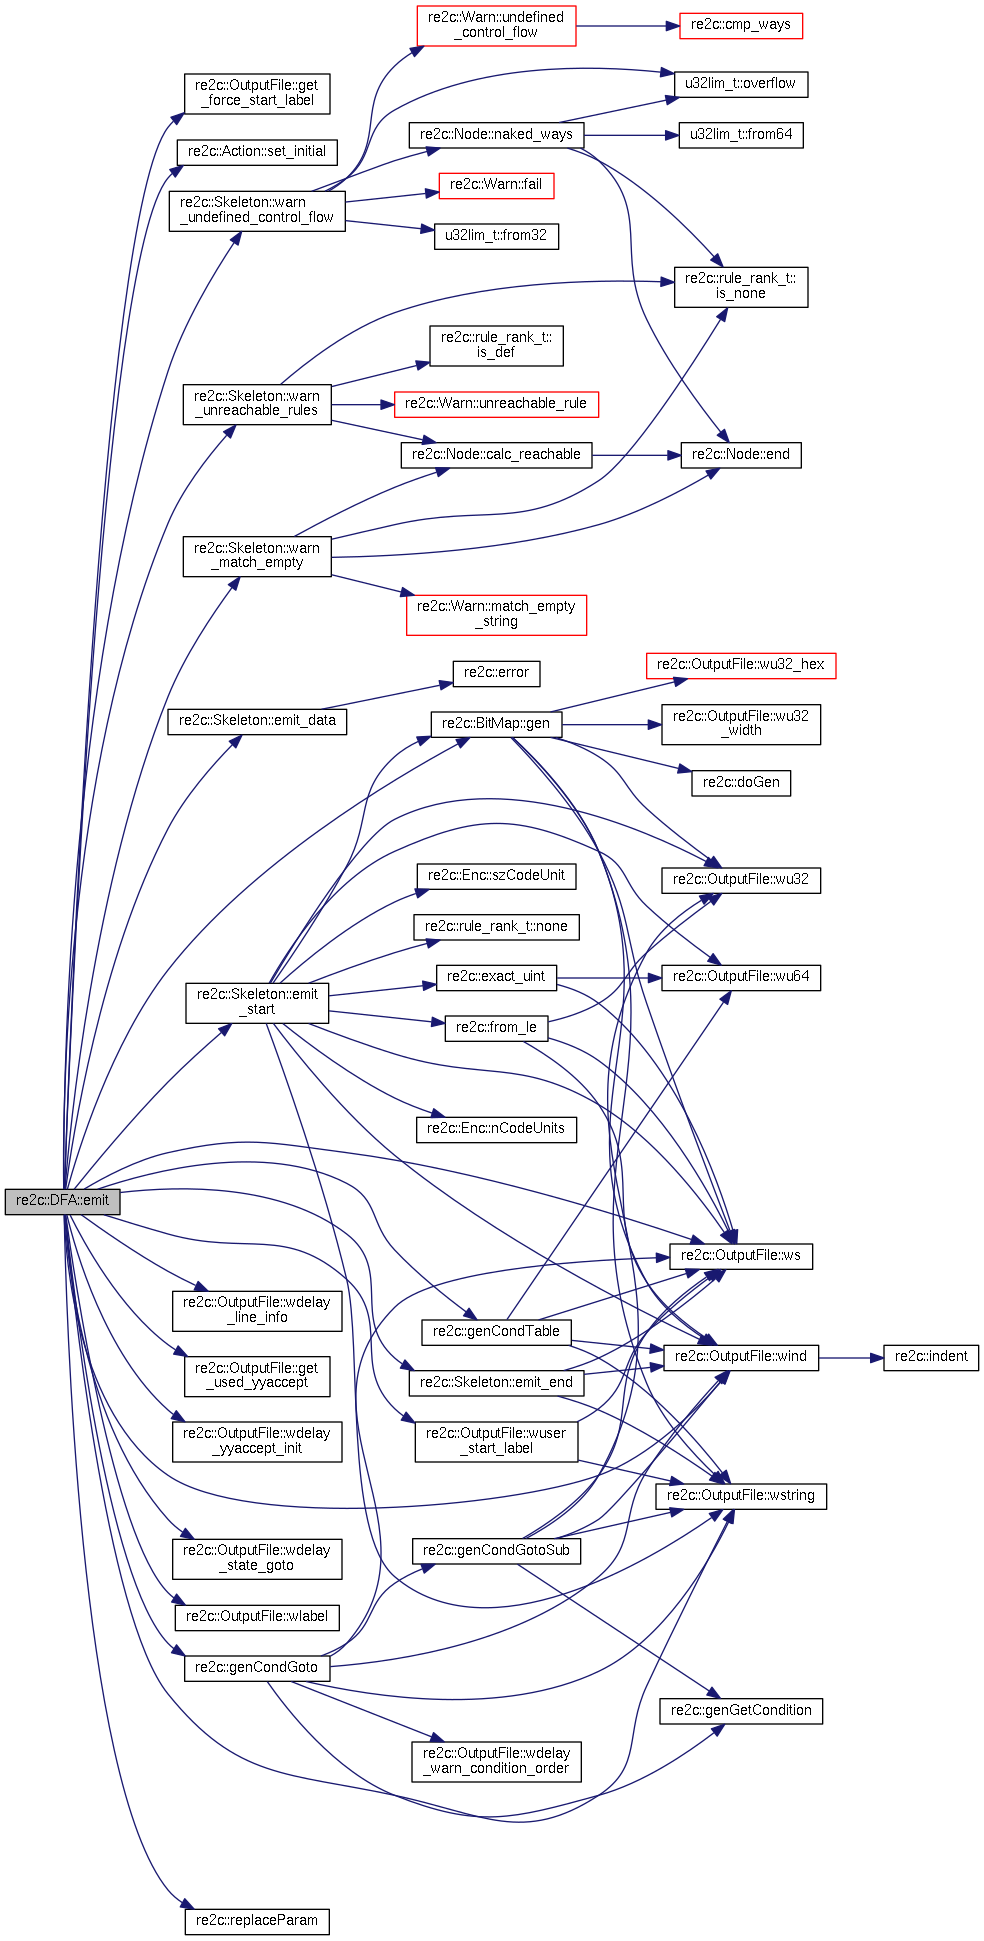 re2c::Warn::undefined
_control_flow
re2c::cmp_ways
re2c::OutputFile::get
_force_start_label
u32lim_t::overflow
re2c::Node::naked_ways
u32lim_t::from64
re2c::Action::set_initial
re2c::Warn::fail
re2c::Skeleton::warn
_undefined_control_flow
u32lim_t::from32
re2c::rule_rank_t::
is_none
re2c::rule_rank_t::
is_def
re2c::Skeleton::warn
_unreachable_rules
re2c::Warn::unreachable_rule
re2c::Node::calc_reachable
re2c::Node::end
re2c::Skeleton::warn
_match_empty
re2c::Warn::match_empty
_string
re2c::OutputFile::wu32_hex
re2c::error
re2c::Skeleton::emit_data
re2c::BitMap::gen
re2c::OutputFile::wu32
_width
re2c::doGen
re2c::Enc::szCodeUnit
re2c::OutputFile::wu32
re2c::rule_rank_t::none
re2c::exact_uint
re2c::OutputFile::wu64
re2c::Skeleton::emit
_start
re2c::from_le
re2c::Enc::nCodeUnits
re2c::DFA::emit
re2c::OutputFile::ws
re2c::OutputFile::wdelay
_line_info
re2c::genCondTable
re2c::OutputFile::wind
re2c::indent
re2c::OutputFile::get
_used_yyaccept
re2c::Skeleton::emit_end
re2c::OutputFile::wdelay
_yyaccept_init
re2c::OutputFile::wuser
_start_label
re2c::OutputFile::wstring
re2c::OutputFile::wdelay
_state_goto
re2c::genCondGotoSub
re2c::OutputFile::wlabel
re2c::genCondGoto
re2c::genGetCondition
re2c::OutputFile::wdelay
_warn_condition_order
re2c::replaceParam